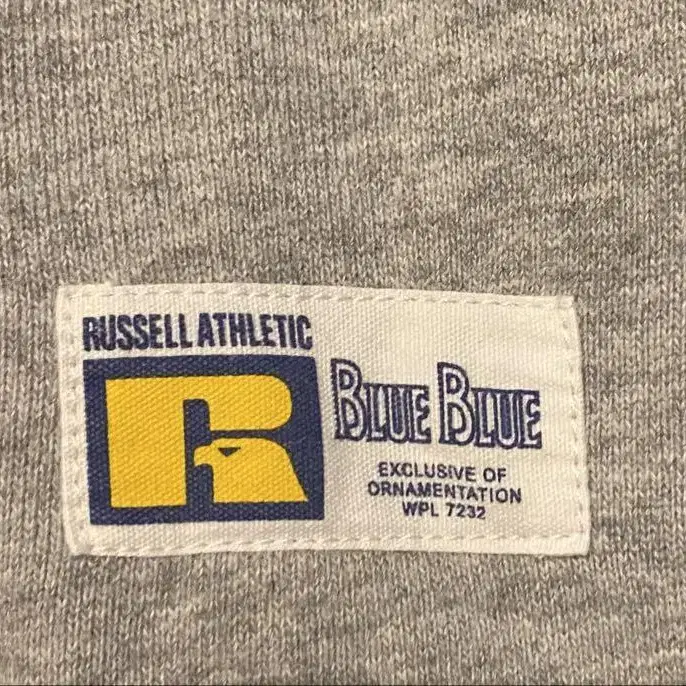 RUSSELL ATHLETIC
R
BLUE BLUE
EXCLUSIVE OF
ORNAMENTATION
WPL 7232